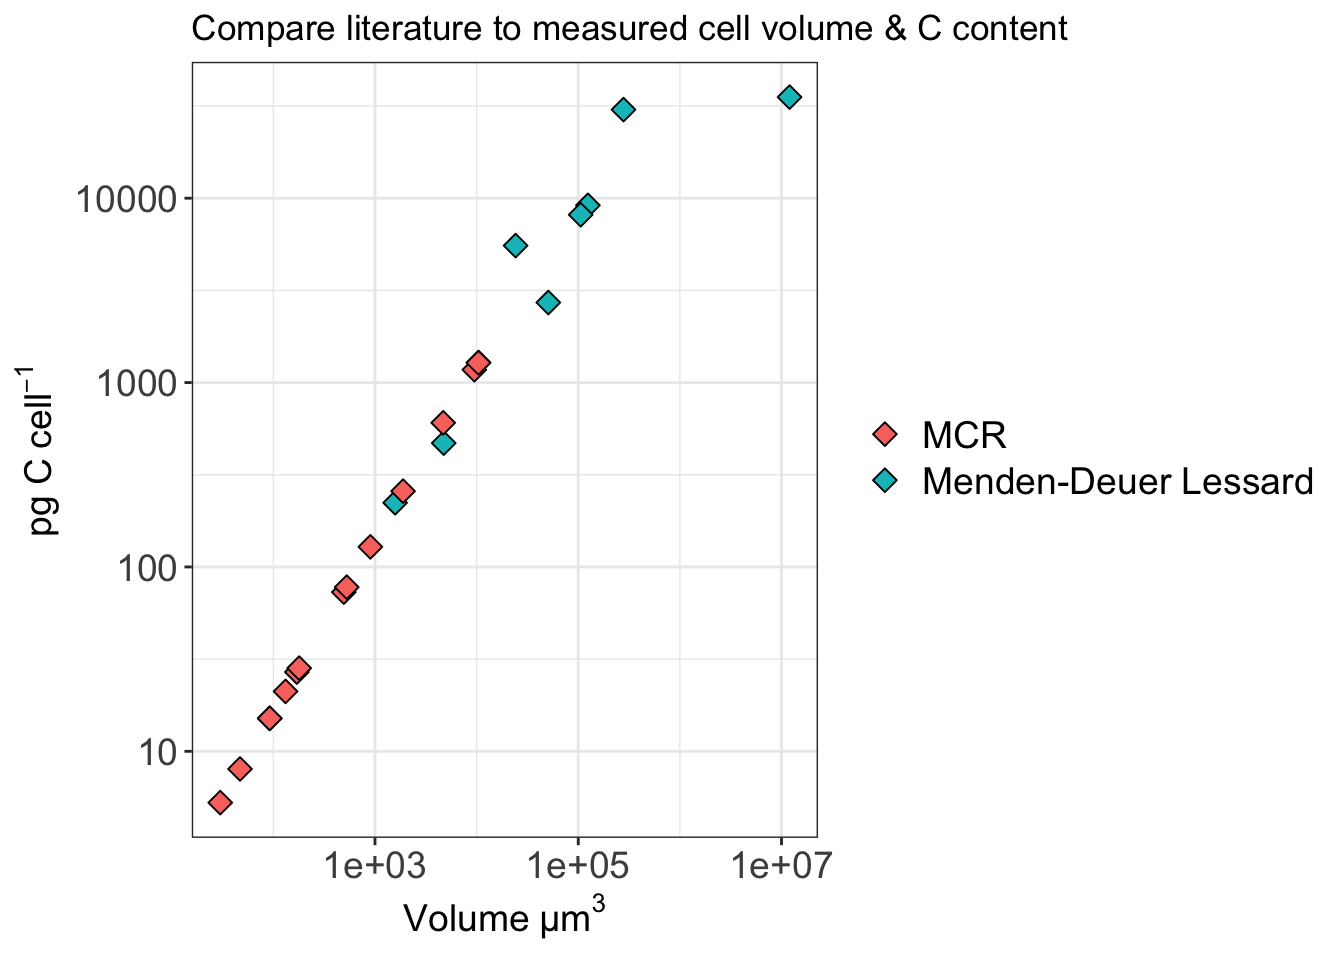 Compare literature to measured cell volume & C content
10000
1000
100
10
pg C cell⁻¹
1e+03 1e+05 1e+07
Volume µm³
MCR
Menden-Deuer Lessard